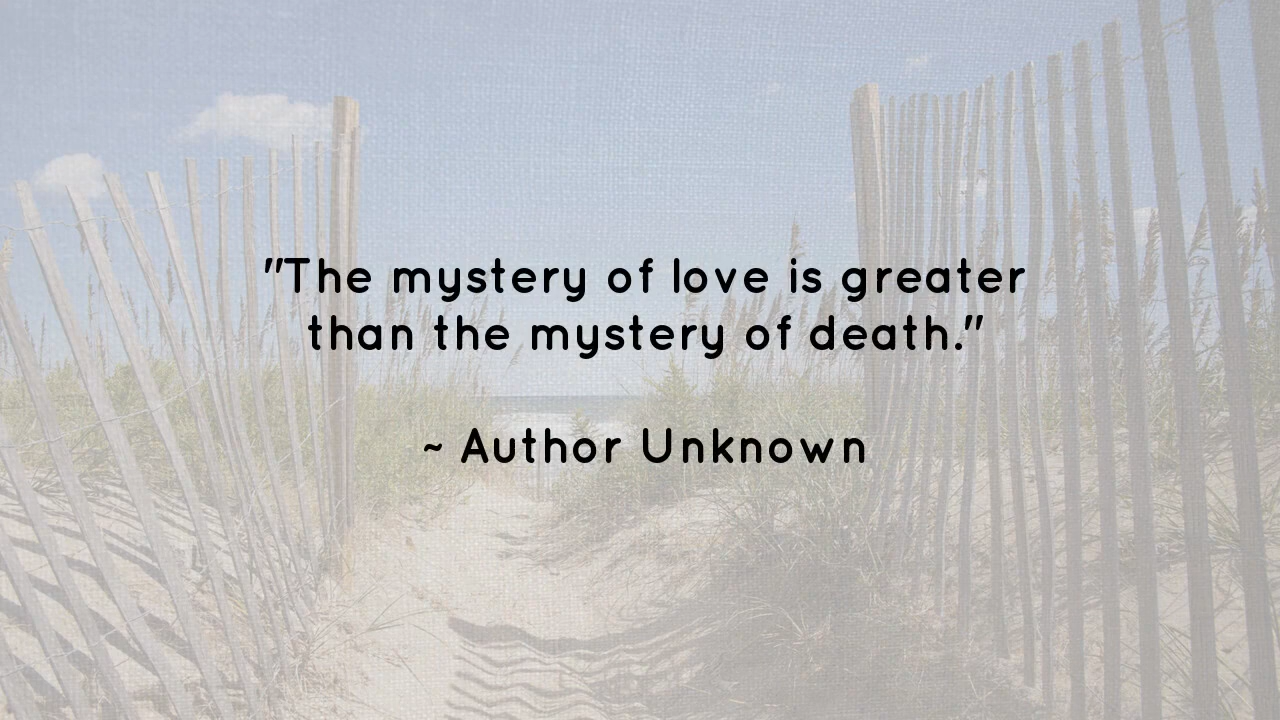 "The mystery of love is greater
than the mystery of death."
~ Author Unknown